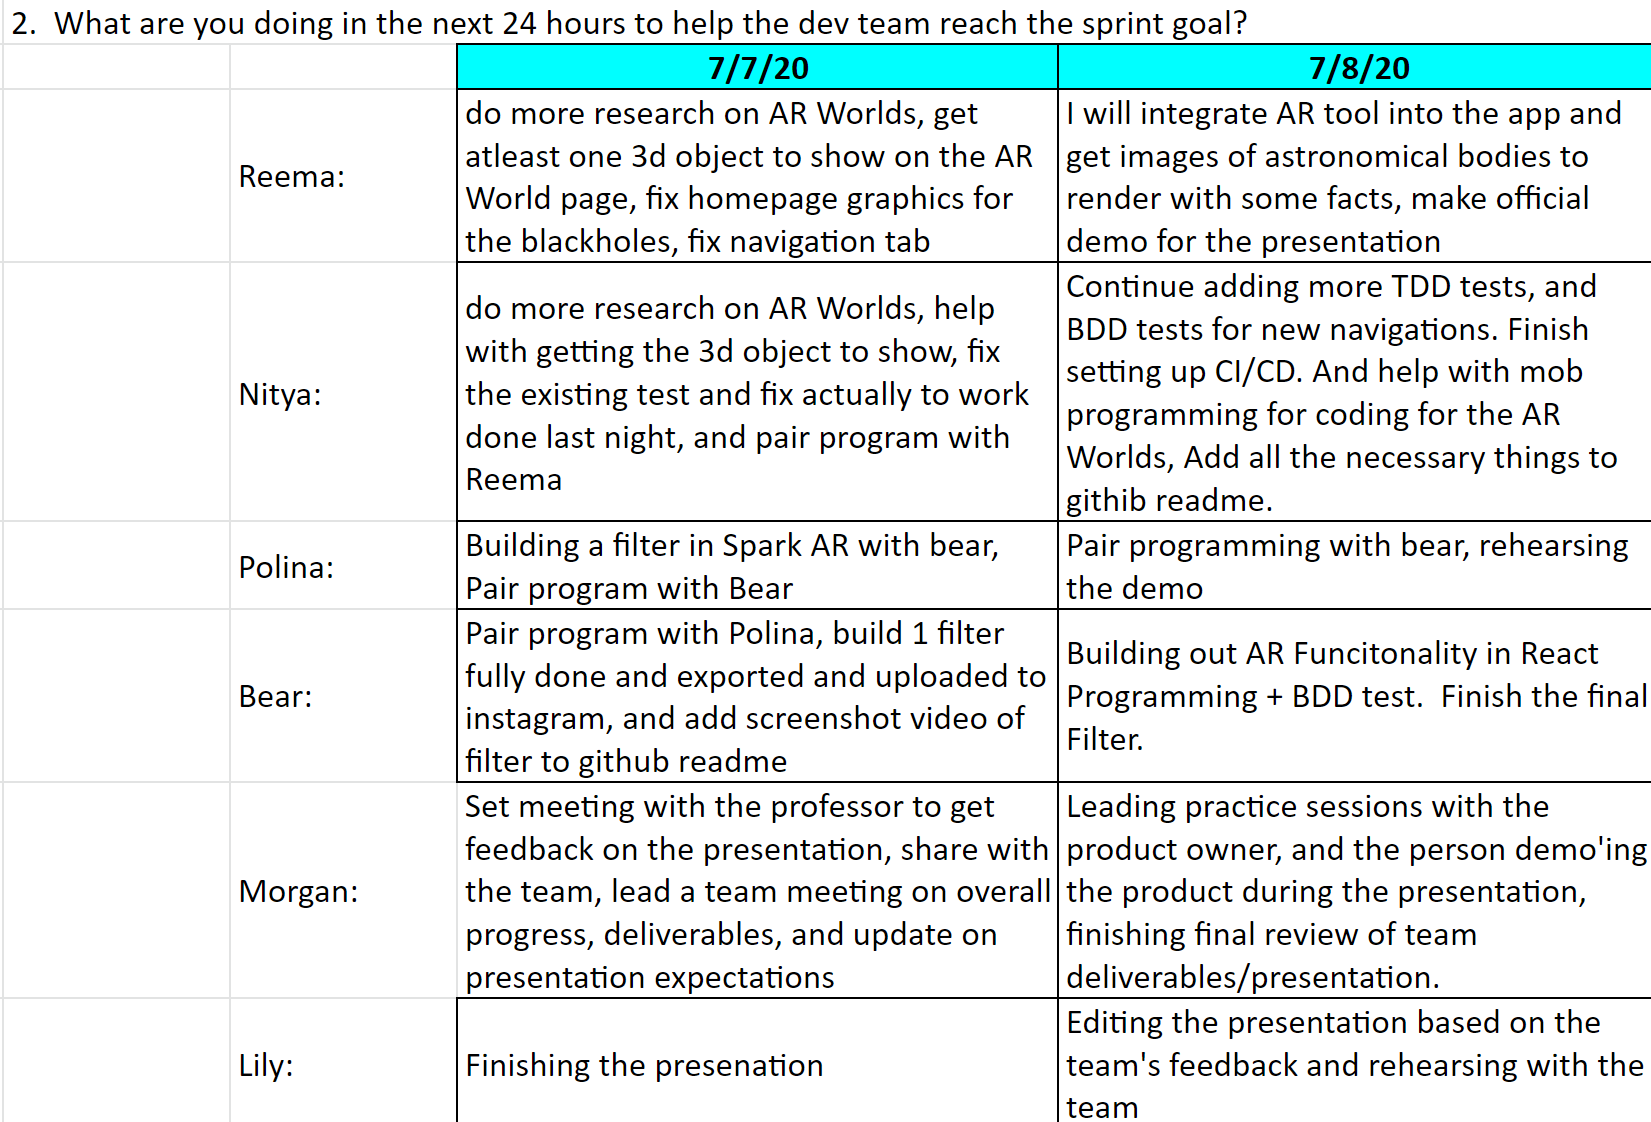 2.  What are you doing in the next 24 hours to help the dev team reach the sprint goal?
7/7/20
7/8/20
Reema:
do more research on AR Worlds, get
atleast one 3d object to show on the AR
World page, fix homepage graphics for
the blackholes, fix navigation tab
I will integrate AR tool into the app and
get images of astronomical bodies to
render with some facts, make official
demo for the presentation
Nitya:
do more research on AR Worlds, help
with getting the 3d object to show, fix
the existing test and fix actually to work
done last night, and pair program with
Reema
Continue adding more TDD tests, and
BDD tests for new navigations. Finish
setting up CI/CD. And help with mob
programming for coding for the AR
Worlds, Add all the necessary things to
githib readme.
Polina:
Building a filter in Spark AR with bear,
Pair program with Bear
Pair programming with bear, rehearsing
the demo
Bear:
Pair program with Polina, build 1 filter
fully done and exported and uploaded to
instagram, and add screenshot video of
filter to github readme
Building out AR Funcitonality in React
Programming + BDD test.  Finish the final
Filter.
Morgan:
Set meeting with the professor to get
feedback on the presentation, share with
the team, lead a team meeting on overall
progress, deliverables, and update on
presentation expectations
Leading practice sessions with the
product owner, and the person demo'ing
the product during the presentation,
finishing final review of team
deliverables/presentation.
Lily:
Finishing the presenation
Editing the presentation based on the
team's feedback and rehearsing with the
team